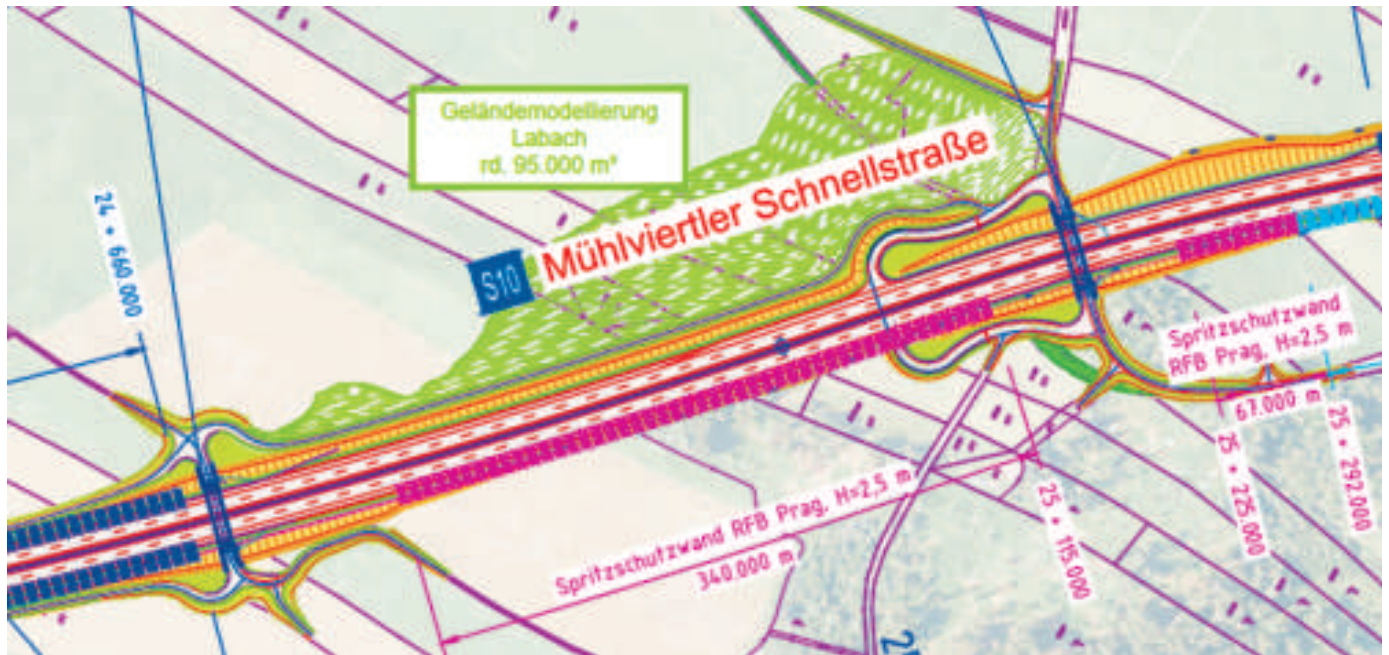 Geländemodellierung
Labach
rd. 95.000 m³
S10 Mühlviertler Schnellstraße
24 + 660.000
Spritzschutzwand
RFB Prag, H=2,5 m
67.000 m
25 + 292.000
25 + 225.000
25 + 115.000
Spritzschutzwand RFB Prag, H=2,5 m
340.000 m